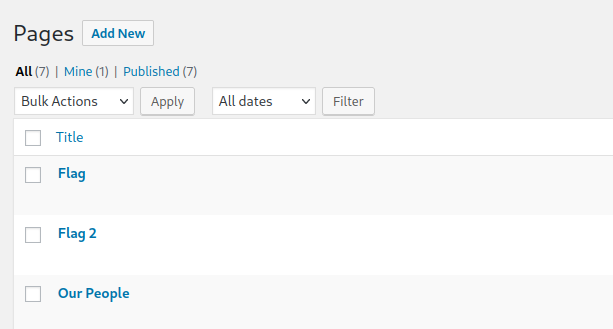 Pages Add New
All (7) | Mine (1) | Published (7)
Bulk Actions Apply All dates Filter
Title
Flag
Flag 2
Our People